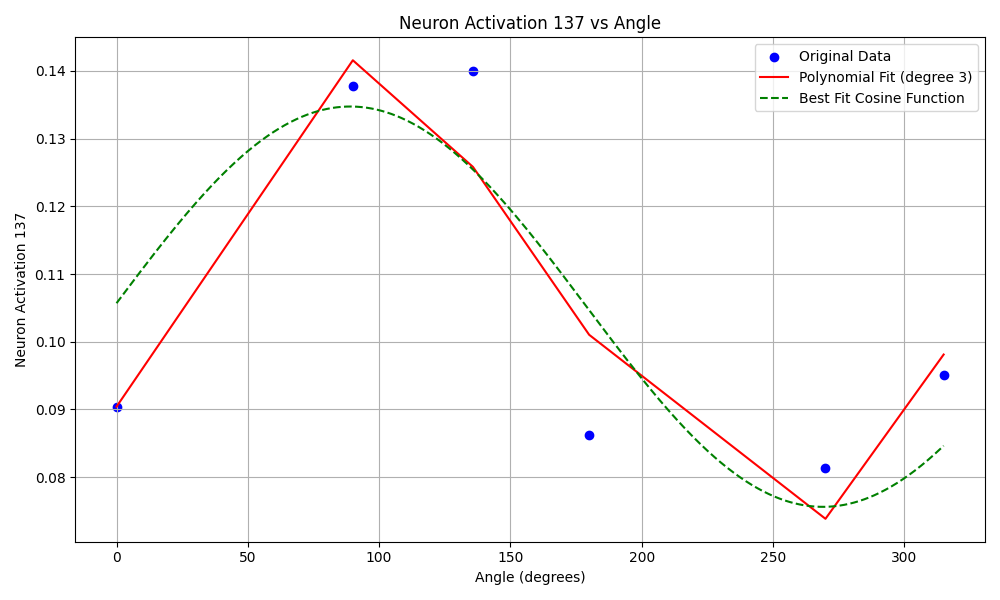 Neuron Activation 137 vs Angle
Original Data
Polynomial Fit (degree 3)
Best Fit Cosine Function
Neuron Activation 137
0.14
0.13
0.12
0.11
0.10
0.09
0.08
0 50 100 150 200 250 300
Angle (degrees)